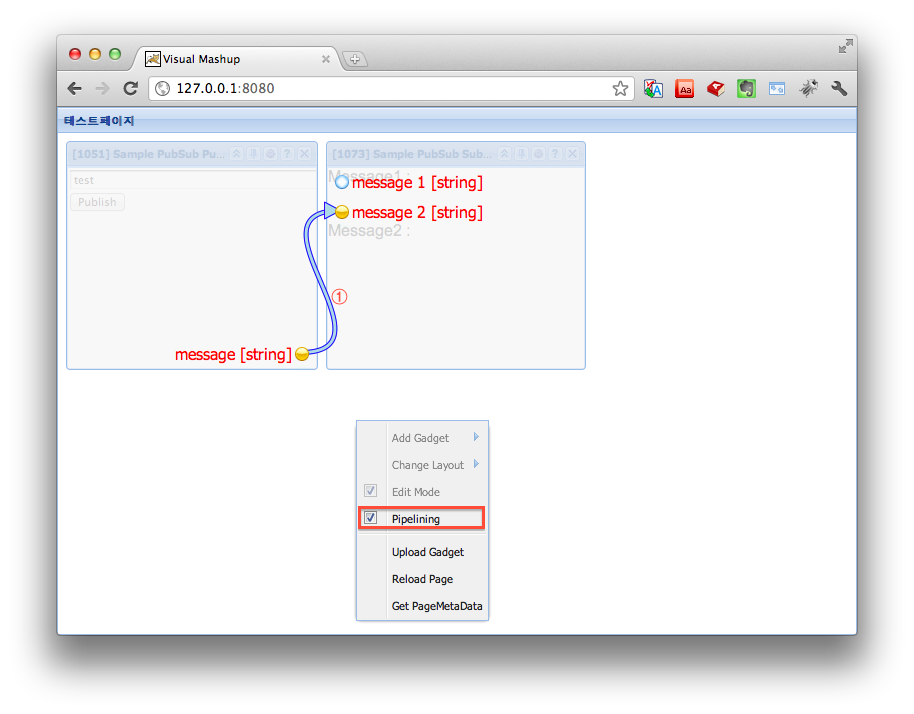 Visual Mashup
127.0.0.1:8080
Aa
테스트페이지
[1051] Sample PubSub Pu...
[1073] Sample PubSub Sub...
test
Publish
Message1 :
message 1 [string]
message 2 [string]
Message2 :
①
message [string]
Add Gadget
Change Layout
Edit Mode
Pipelining
Upload Gadget
Reload Page
Get PageMetaData